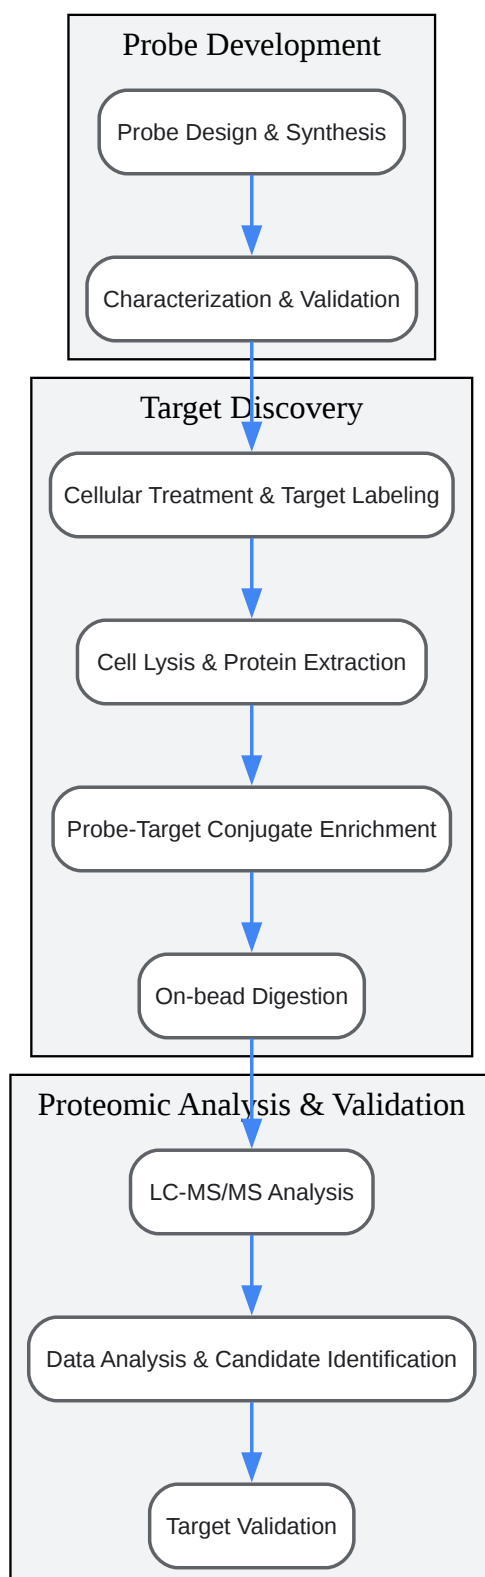 Probe Development
Probe Design & Synthesis
Characterization & Validation
Target Discovery
Cellular Treatment & Target Labeling
Cell Lysis & Protein Extraction
Probe-Target Conjugate Enrichment
On-bead Digestion
Proteomic Analysis & Validation
LC-MS/MS Analysis
Data Analysis & Candidate Identification
Target Validation